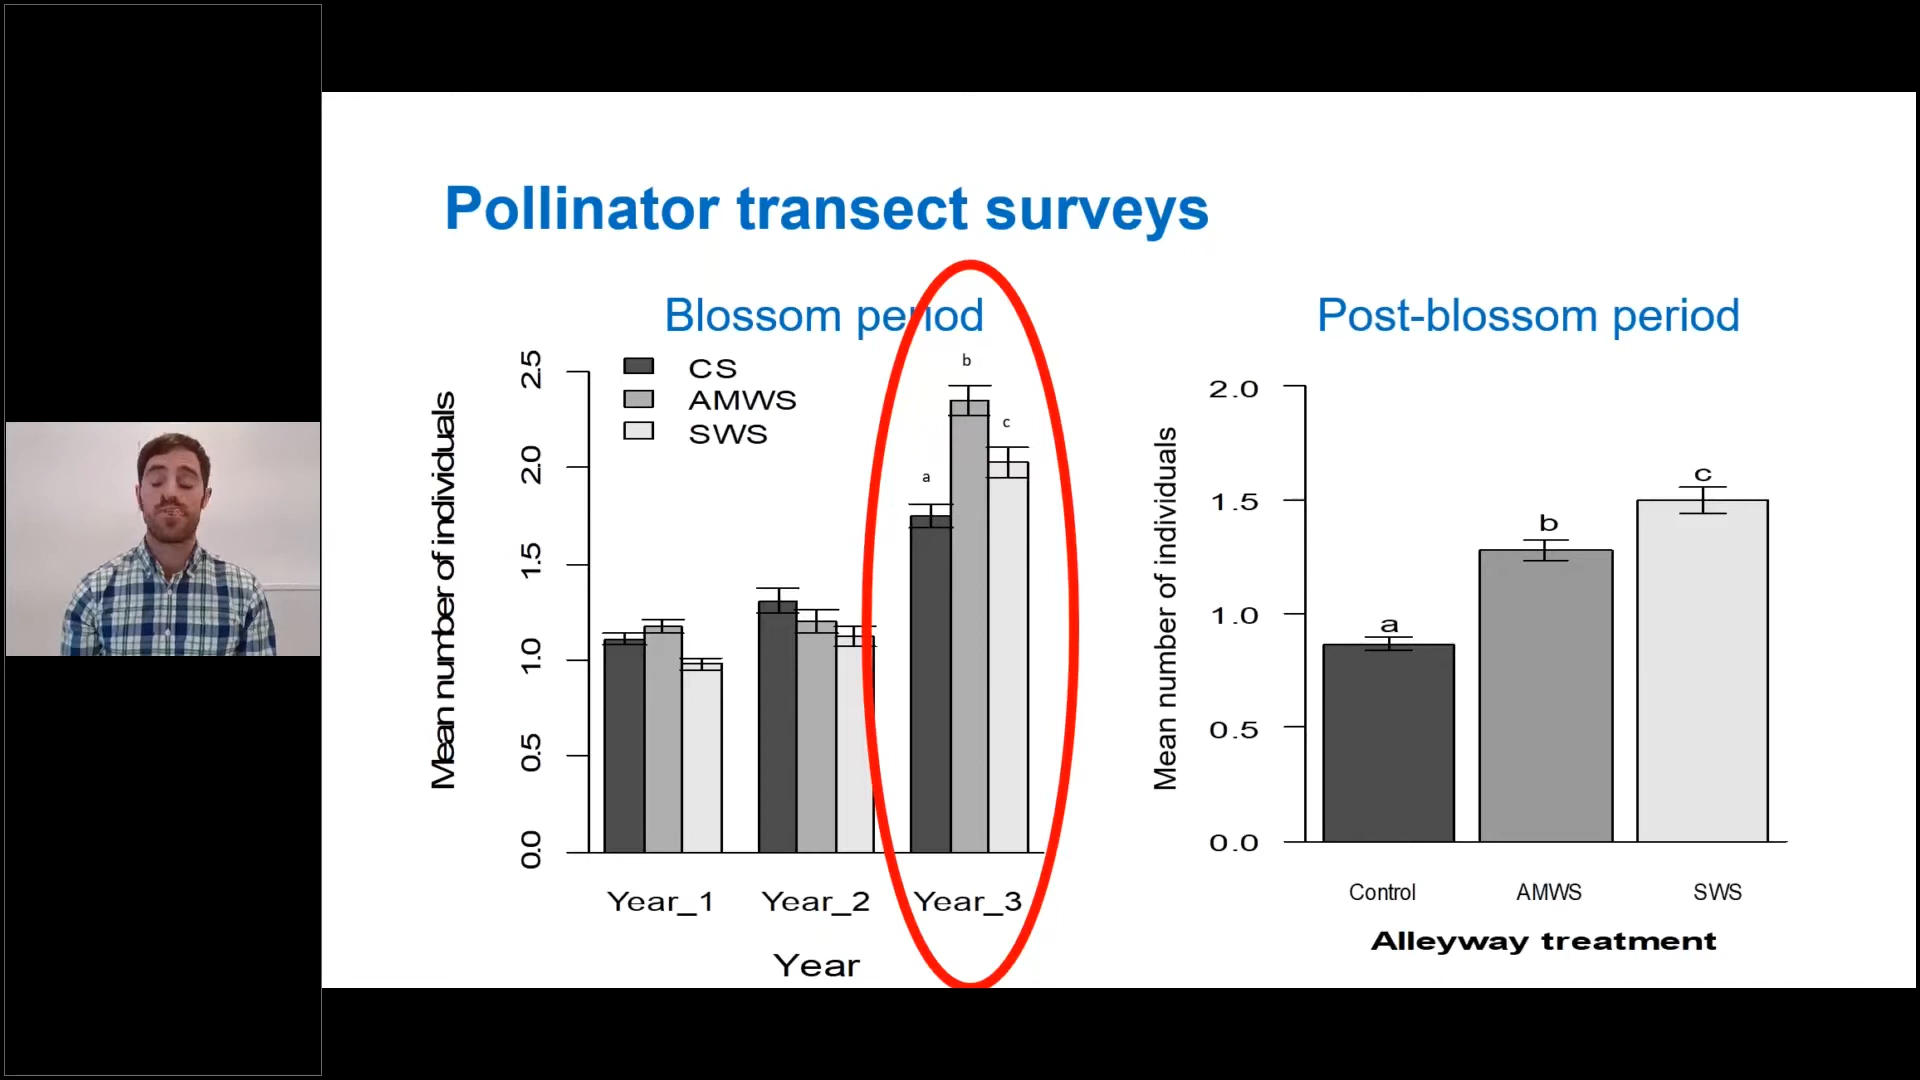 Pollinator transect surveys
Blossom period
Mean number of individuals
2.5
2.0
1.5
1.0
0.5
0.0
CS
AMWS
SWS
b
c
a
Year_1
Year_2
Year_3
Year
Post-blossom period
Mean number of individuals
2.0
1.5
1.0
0.5
0.0
a
b
c
Control
AMWS
SWS
Alleyway treatment